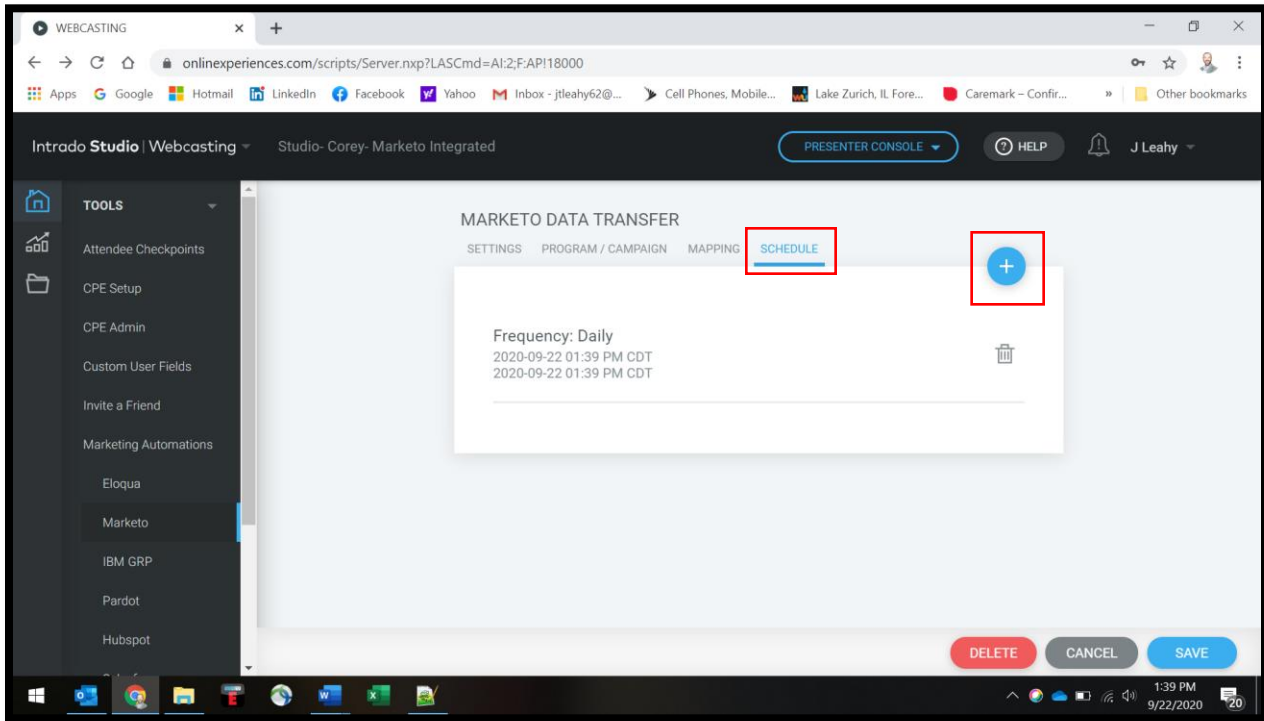 WEBCASTING
onlinexperiences.com/scripts/Server.nxp?LASCmd=AI:2;F:AP!18000
Apps Google Hotmail LinkedIn Facebook Yahoo Inbox - jtleahy62@... Cell Phones, Mobile... Lake Zurich, IL Fore... Caremark – Confir... » Other bookmarks
Intrado Studio | Webcasting Studio- Corey- Marketo Integrated PRESENTER CONSOLE ? HELP J Leahy
TOOLS
Attendee Checkpoints
CPE Setup
CPE Admin
Custom User Fields
Invite a Friend
Marketing Automations
Eloqua
Marketo
IBM GRP
Pardot
Hubspot
MARKETO DATA TRANSFER
SETTINGS PROGRAM / CAMPAIGN MAPPING SCHEDULE
+
Frequency: Daily
2020-09-22 01:39 PM CDT
2020-09-22 01:39 PM CDT
DELETE CANCEL SAVE
1:39 PM
9/22/2020
20